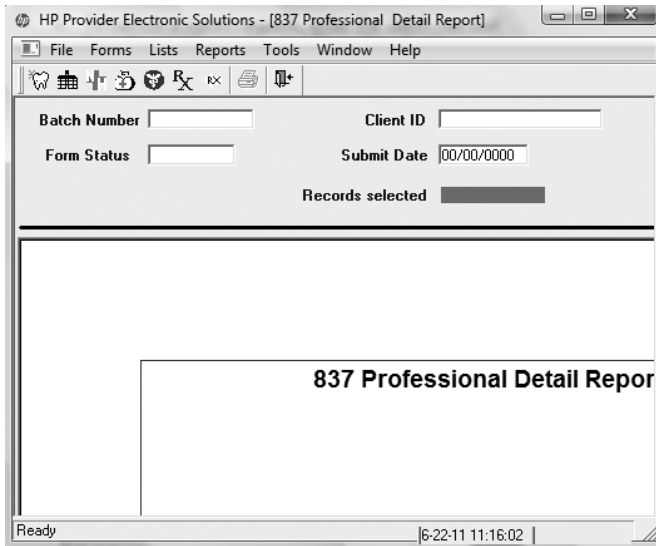 HP Provider Electronic Solutions - [837 Professional Detail Report]
File Forms Lists Reports Tools Window Help
Rx RX
Batch Number Client ID
Form Status Submit Date 00/00/0000
Records selected
837 Professional Detail Repor
Ready 6-22-11 11:16:02